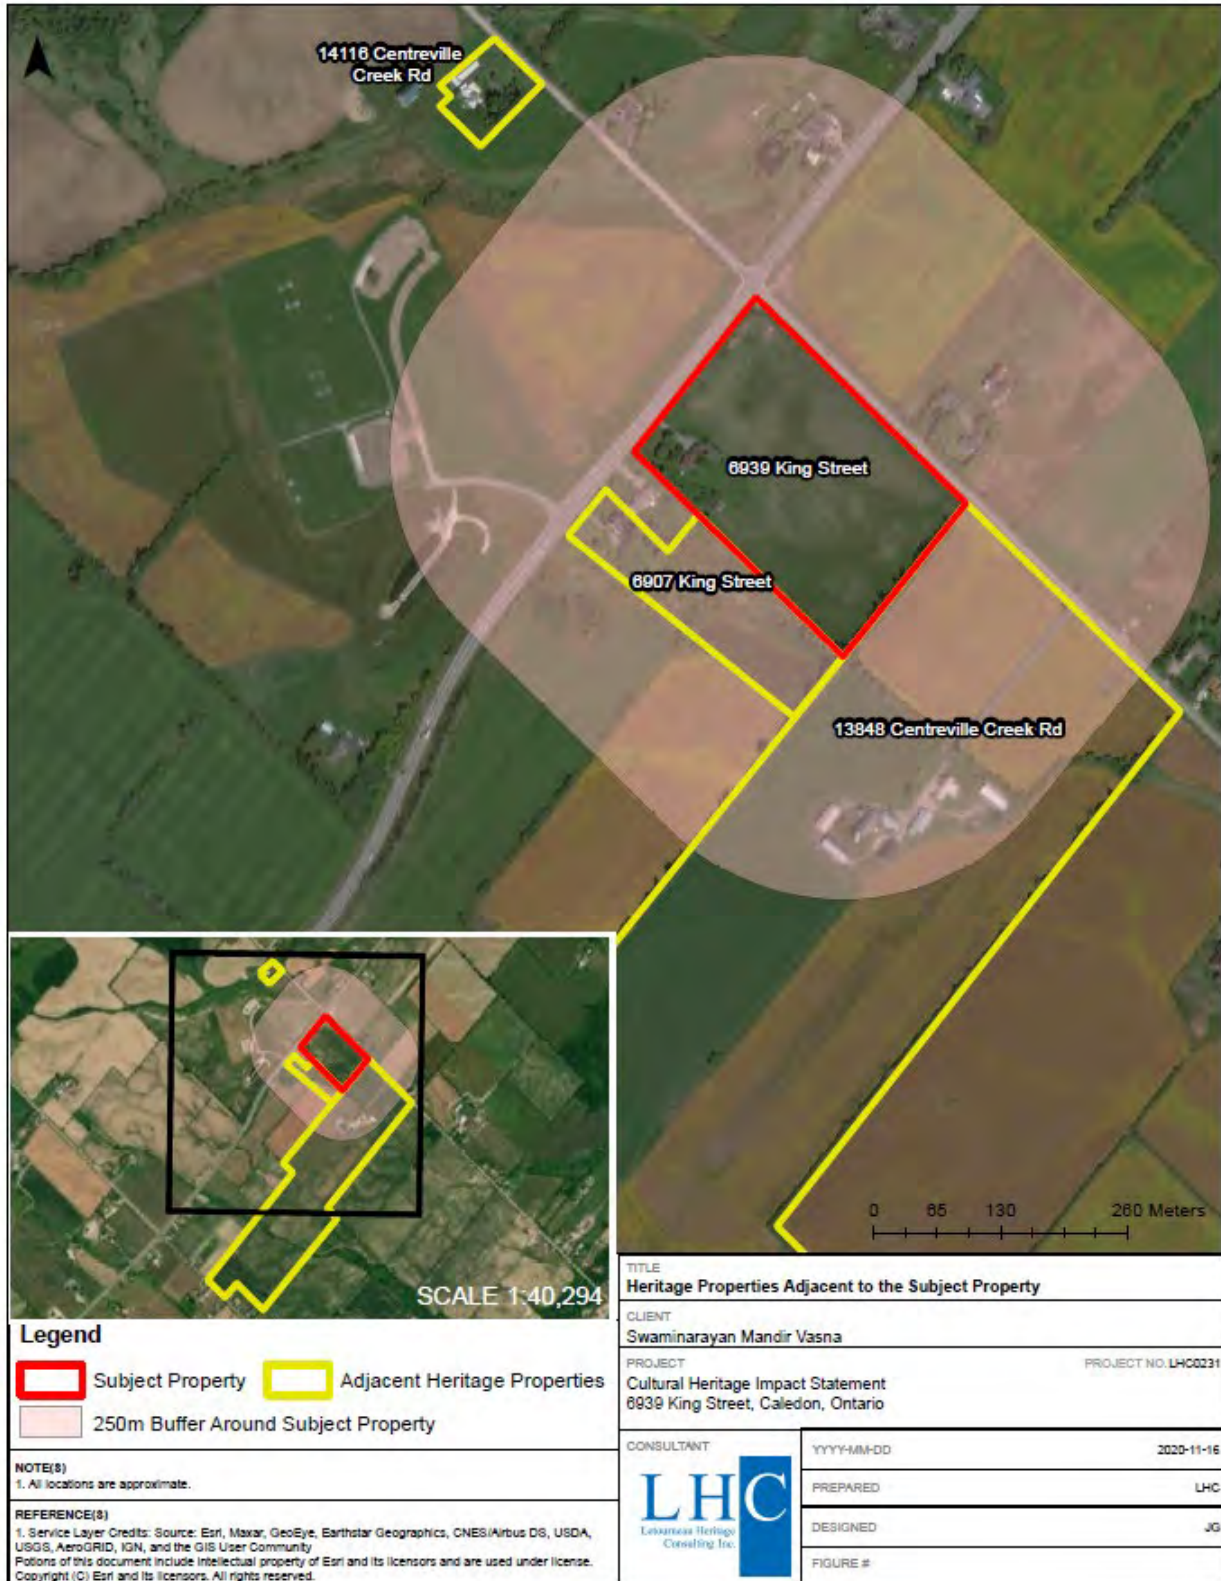 14116 Centreville
Creek Rd
6939 King Street
6907 King Street
13848 Centreville Creek Rd
0 65 130 260 Meters
SCALE 1:40,294
Legend
Subject Property Adjacent Heritage Properties
250m Buffer Around Subject Property
NOTE(S)
1. All locations are approximate.
REFERENCE(S)
1. Service Layer Credits: Source: Esri, Maxar, GeoEye, Earthstar Geographics, CNES/Airbus DS, USDA,
USGS, AeroGRID, IGN, and the GIS User Community
Potions of this document include intellectual property of Esri and its licensors and are used under license.
Copyright (C) Esri and its licensors. All rights reserved.
TITLE
Heritage Properties Adjacent to the Subject Property
CLIENT
Swaminarayan Mandir Vasna
PROJECT PROJECT NO. LHC0231
Cultural Heritage Impact Statement
6939 King Street, Caledon, Ontario
CONSULTANT
LHC
Letourneau Heritage
Consulting Inc.
YYYY-MM-DD 2020-11-16
PREPARED LHC
DESIGNED JG
FIGURE #